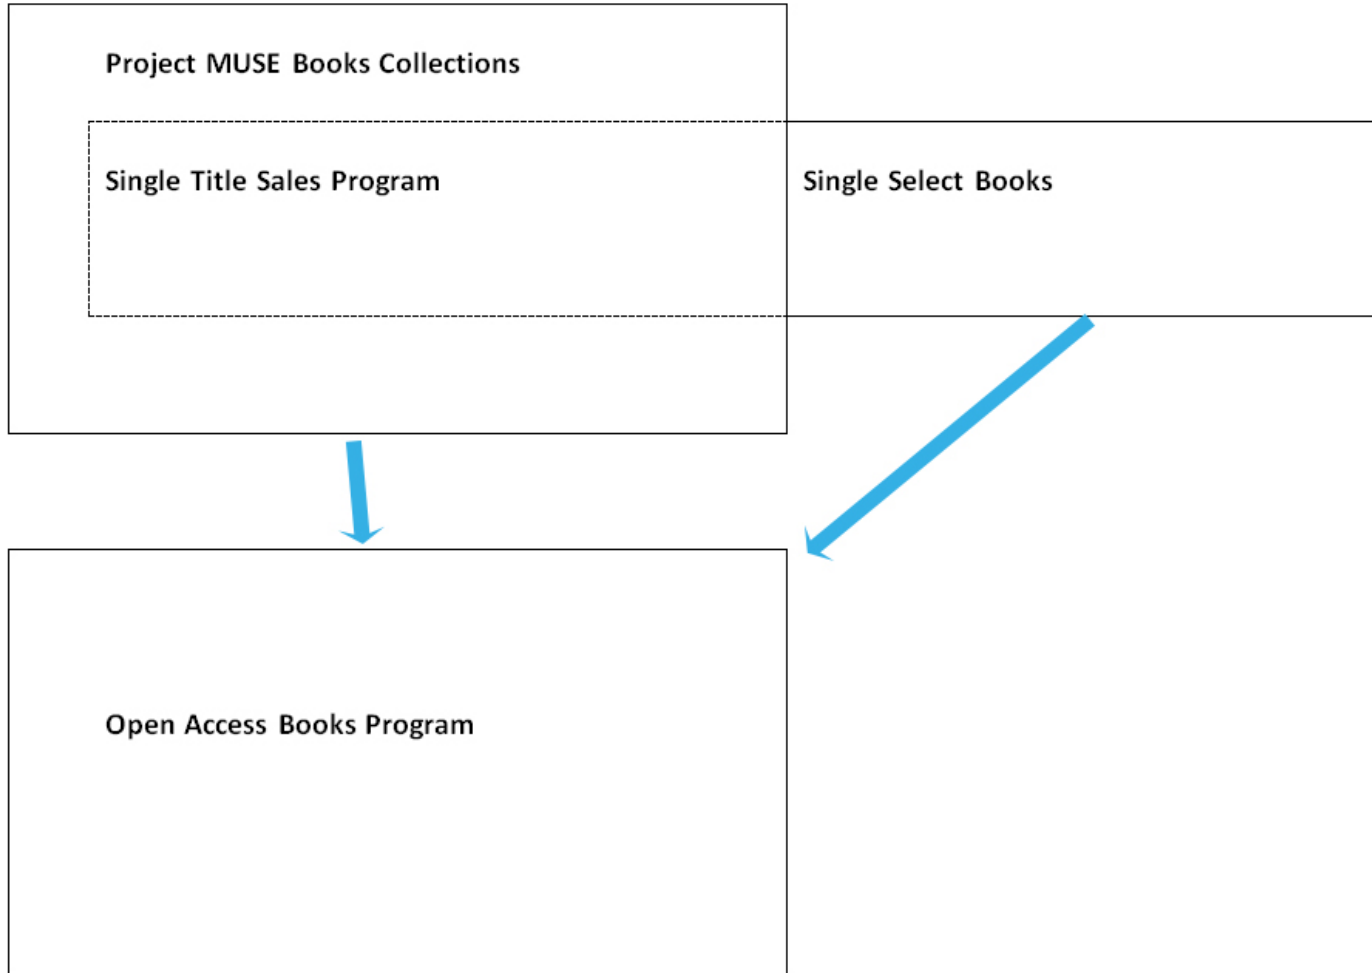 Project MUSE Books Collections
Single Title Sales Program
Single Select Books
Open Access Books Program